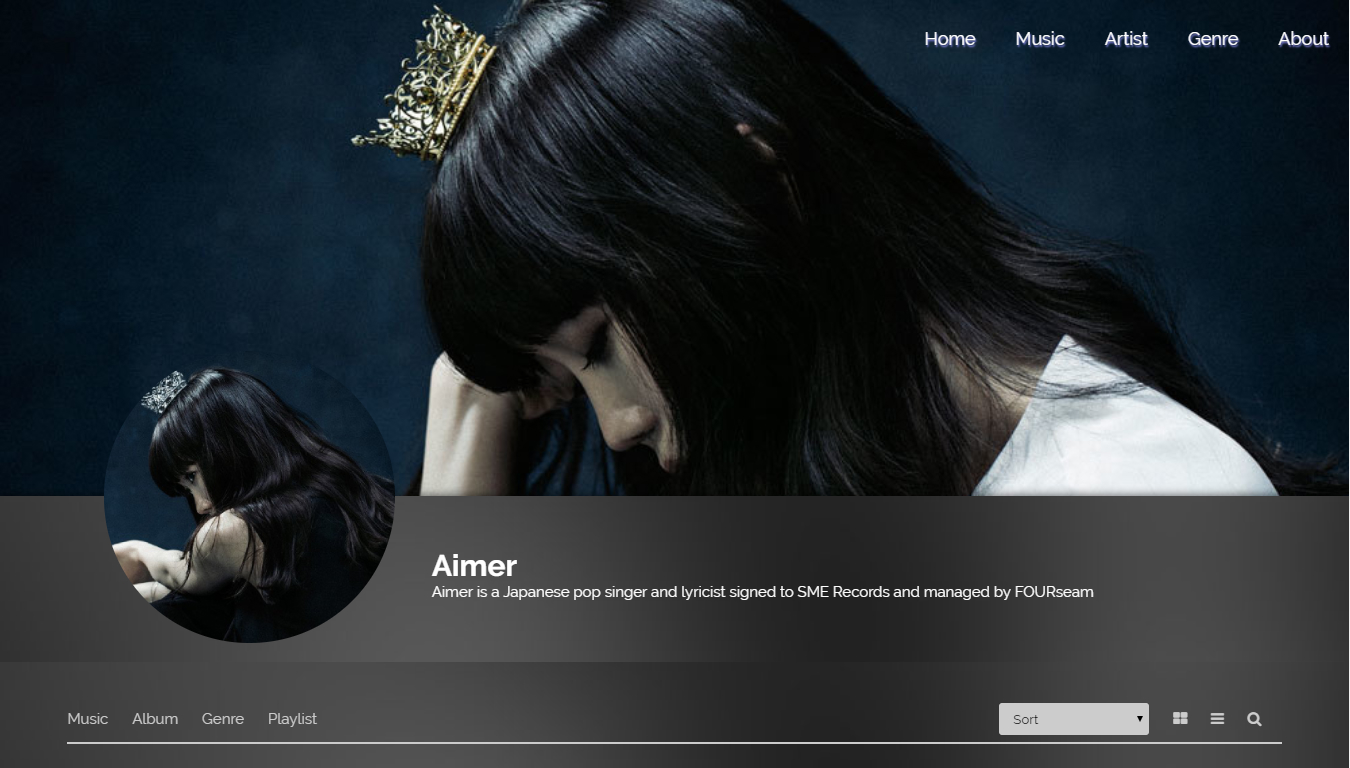 Home Music Artist Genre About
Aimer
Aimer is a Japanese pop singer and lyricist signed to SME Records and managed by FOURseam
Music Album Genre Playlist Sort